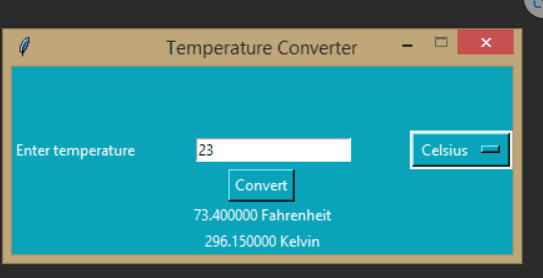 Temperature Converter
Enter temperature 23 Celsius
Convert
73.400000 Fahrenheit
296.150000 Kelvin